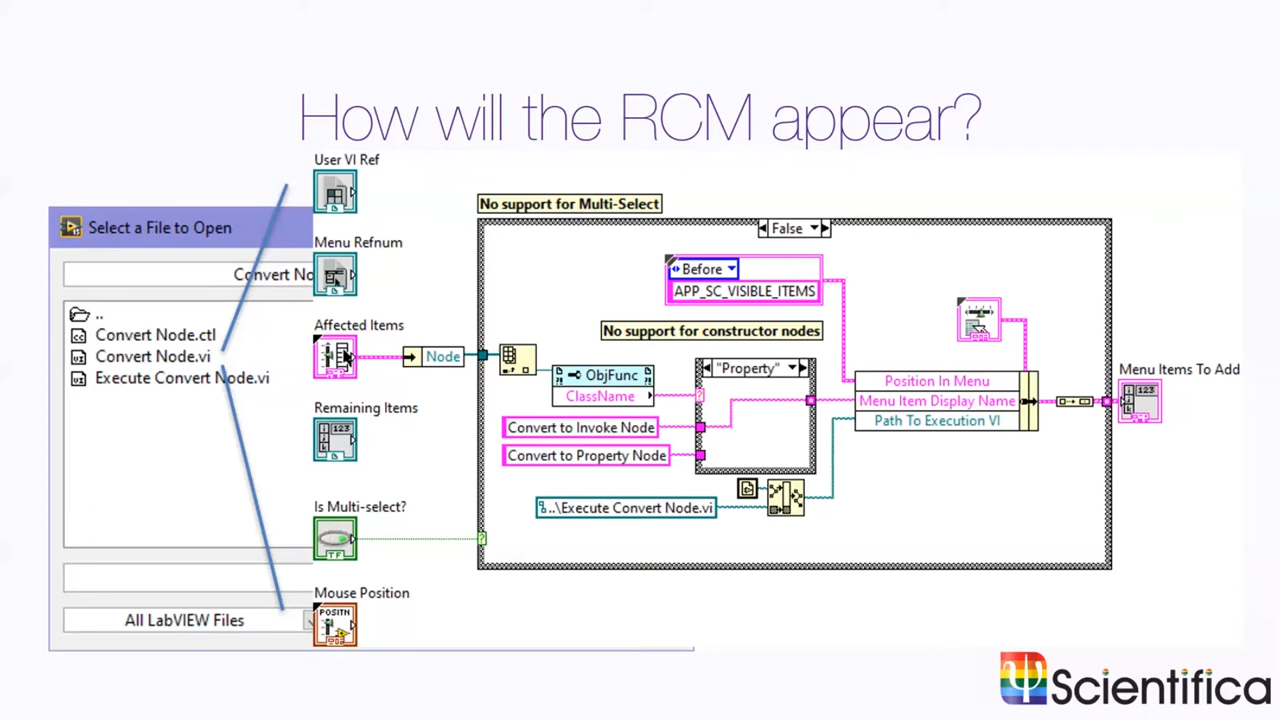 How will the RCM appear?
User VI Ref
No support for Multi-Select
Select a File to Open
False
Menu Refnum
Convert No
Before
APP_SC_VISIBLE_ITEMS
..
Affected Items
No support for constructor nodes
Convert Node.ctl
Node
Convert Node.vi
ObjFunc
"Property"
Menu Items To Add
Execute Convert Node.vi
ClassName
Position In Menu
Menu Item Display Name
Path To Execution VI
123
Remaining Items
Convert to Invoke Node
123
Convert to Property Node
Is Multi-select?
..\Execute Convert Node.vi
TF
Mouse Position
All LabVIEW Files
POSITN
Scientifica